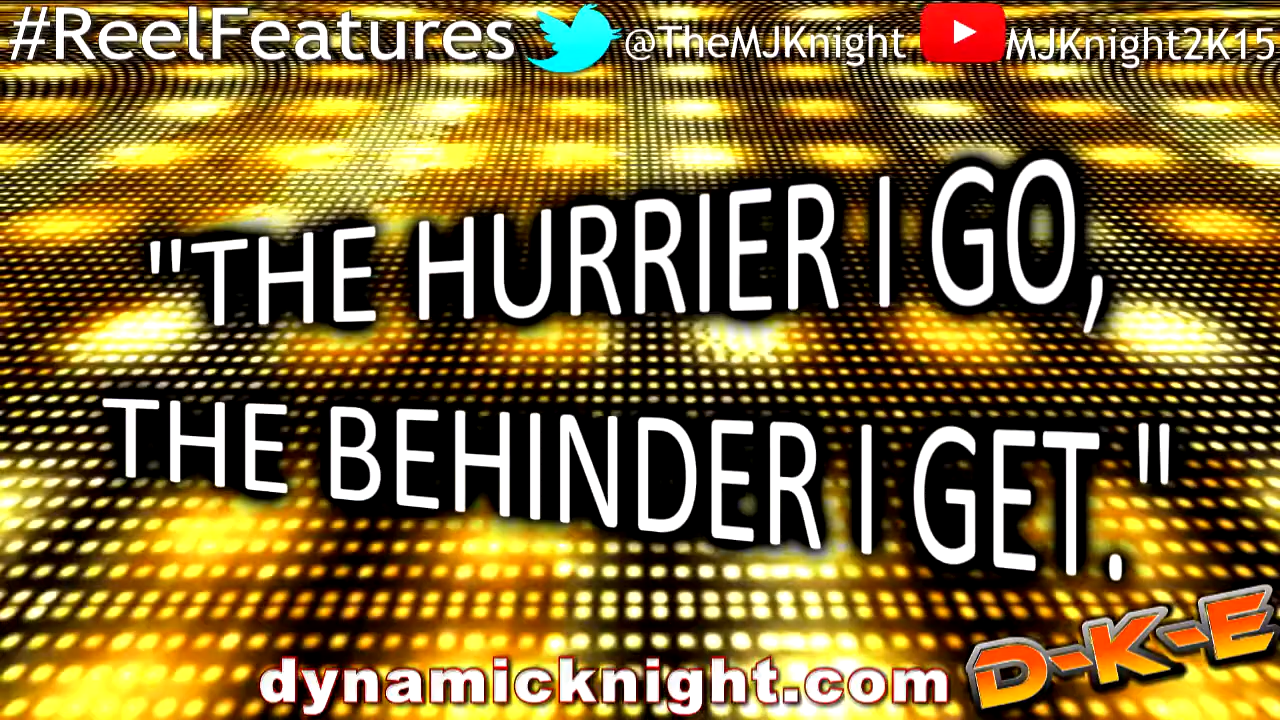 #ReelFeatures @TheMJKnight MJKnight2K15
"THE HURRIER I GO,
THE BEHINDER I GET."
dynamicknight.com D-K-E